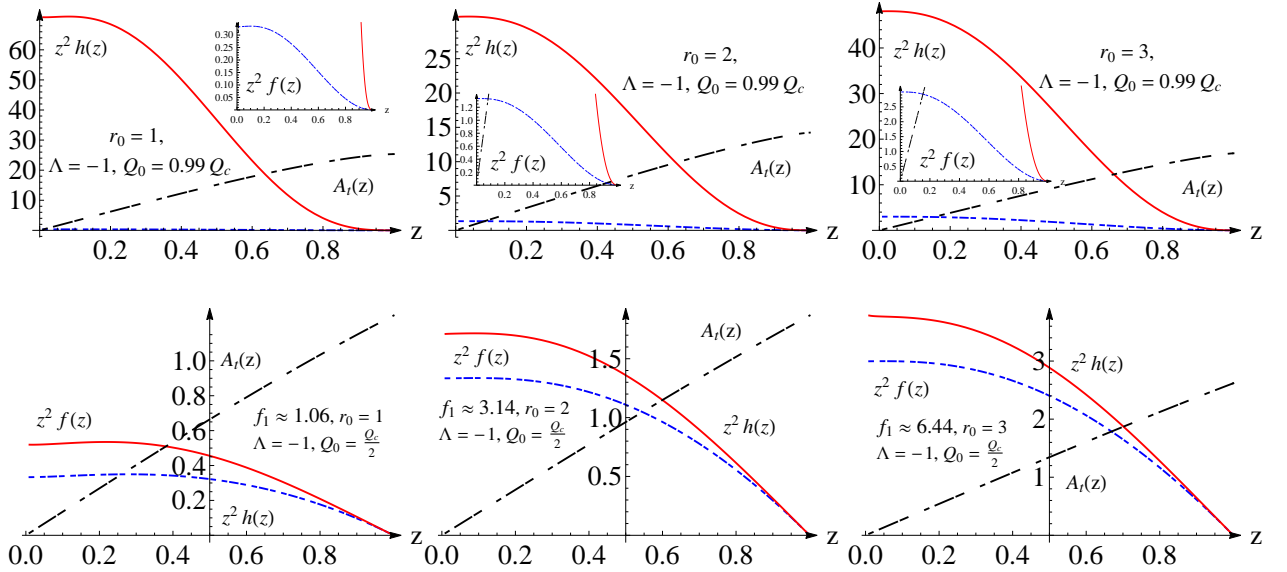 60
50
40
30
20
10
z² h(z)
0.30
0.25
0.20
0.15
0.10
0.05
z² f(z)
0.0 0.2 0.4 0.6 0.8 z
r₀ = 1,
Λ = −1, Q₀ = 0.99 Q_c
A_t(z)
0.2 0.4 0.6 0.8 z
25
20
15
10
5
z² h(z)
r₀ = 2,
Λ = −1, Q₀ = 0.99 Q_c
1.2
1.0
0.8
0.6
0.4
0.2
z² f(z)
0.2 0.4 0.6 0.8 z
A_t(z)
0.0 0.2 0.4 0.6 0.8 z
40
30
20
10
z² h(z)
r₀ = 3,
Λ = −1, Q₀ = 0.99 Q_c
2.5
2.0
1.5
1.0
0.5
z² f(z)
0.0 0.2 0.4 0.6 0.8 z
A_t(z)
0.0 0.2 0.4 0.6 0.8 z
1.0
0.8
0.6
0.4
0.2
A_t(z)
z² f(z)
f₁ ≈ 1.06, r₀ = 1
Λ = −1, Q₀ = Q_c/2
z² h(z)
0.0 0.2 0.4 0.6 0.8 z
1.5
1.0
0.5
z² f(z)
A_t(z)
f₁ ≈ 3.14, r₀ = 2
Λ = −1, Q₀ = Q_c/2
z² h(z)
0.0 0.2 0.4 0.6 0.8 z
3
2
1
z² h(z)
z² f(z)
f₁ ≈ 6.44, r₀ = 3
Λ = −1, Q₀ = Q_c/2
A_t(z)
0.0 0.2 0.4 0.6 0.8 z